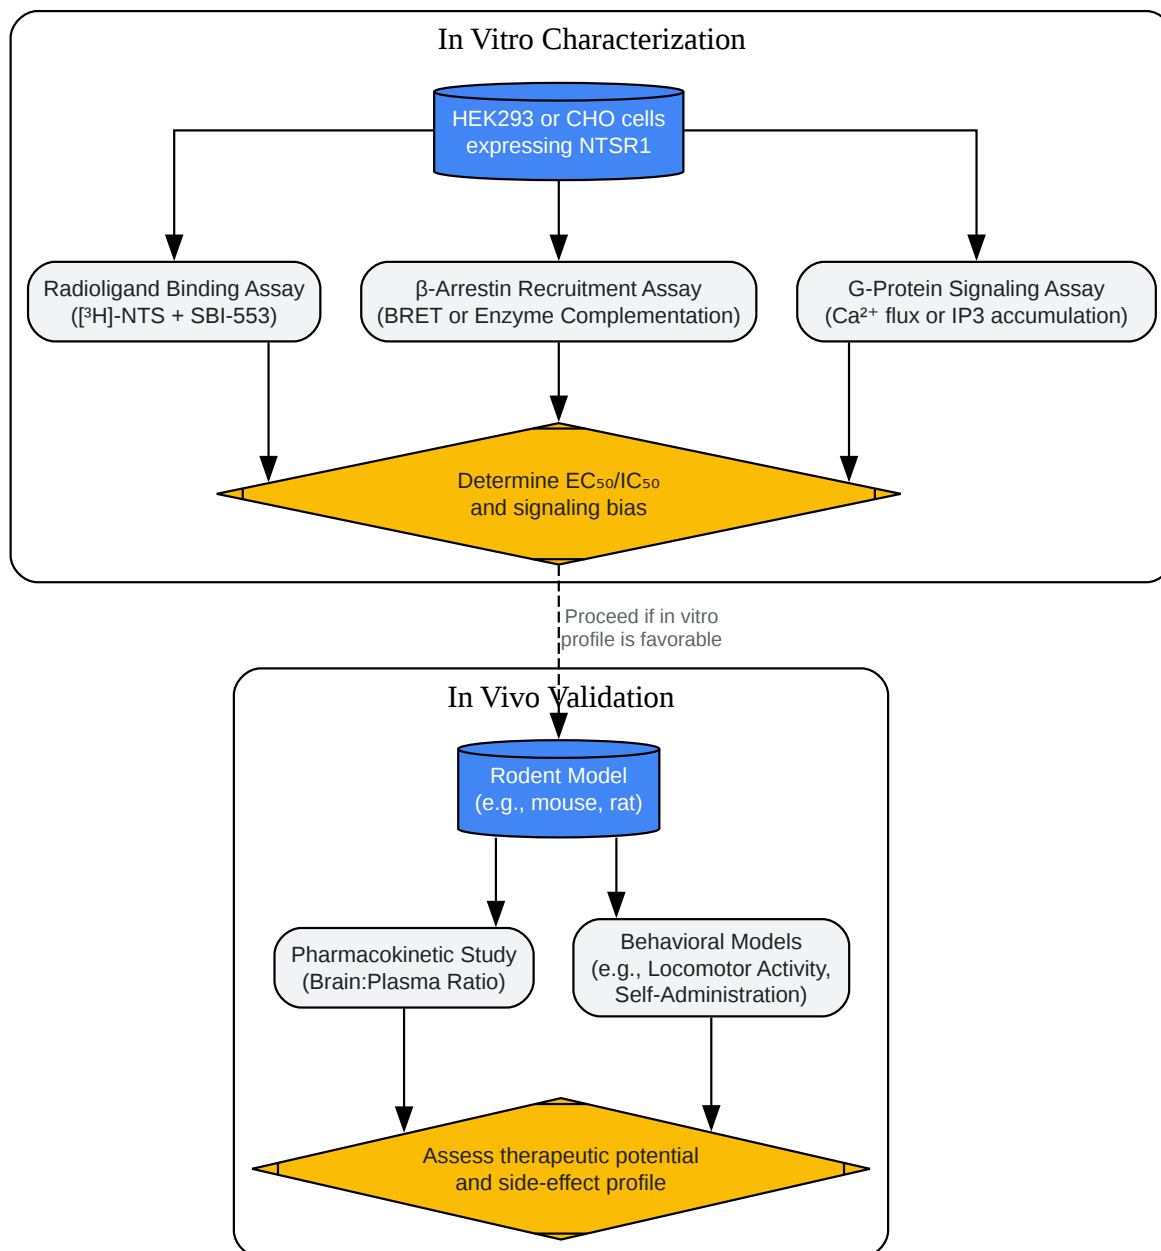 In Vitro Characterization
HEK293 or CHO cells
expressing NTSR1
Radioligand Binding Assay
([³H]-NTS + SBI-553)
β-Arrestin Recruitment Assay
(BRET or Enzyme Complementation)
G-Protein Signaling Assay
(Ca²⁺ flux or IP3 accumulation)
Determine EC₅₀/IC₅₀
and signaling bias
Proceed if in vitro
profile is favorable
In Vivo Validation
Rodent Model
(e.g., mouse, rat)
Pharmacokinetic Study
(Brain:Plasma Ratio)
Behavioral Models
(e.g., Locomotor Activity,
Self-Administration)
Assess therapeutic potential
and side-effect profile